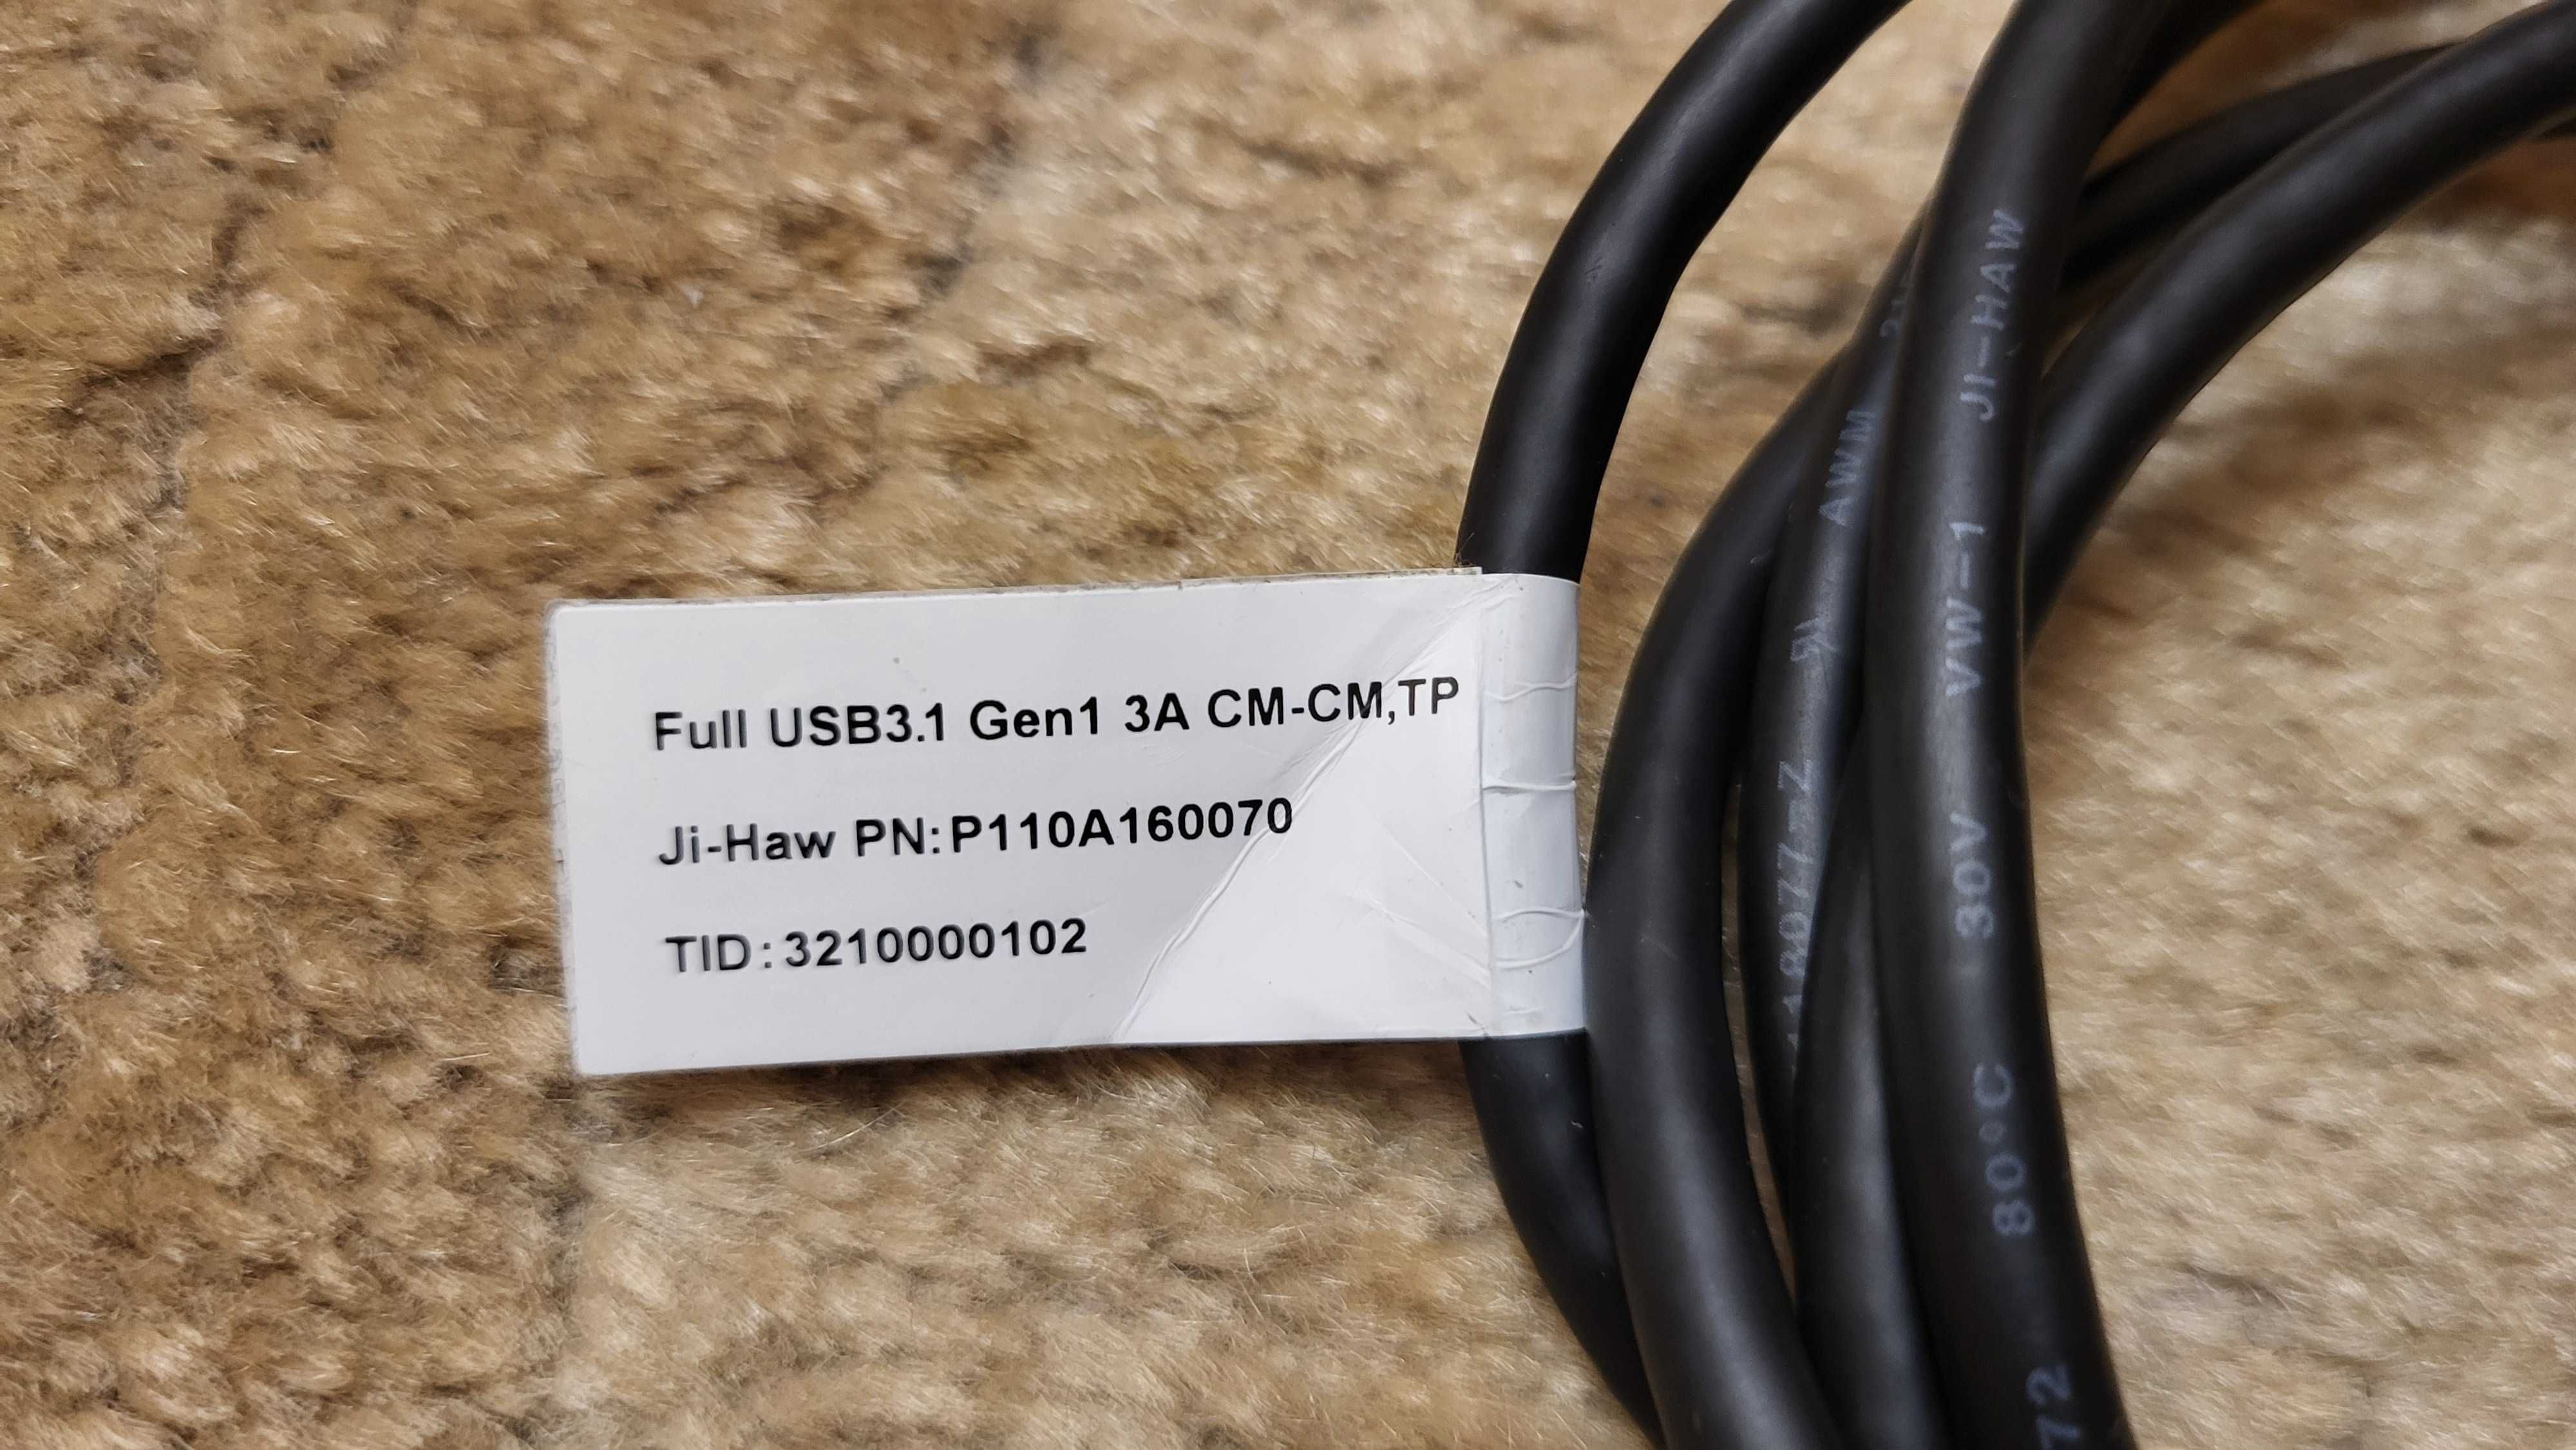 Full USB3.1 Gen1 3A CM-CM,TP
Ji-Haw PN:P110A160070
TID:3210000102
AWM
80°C 30V VW-1 JI-HAW